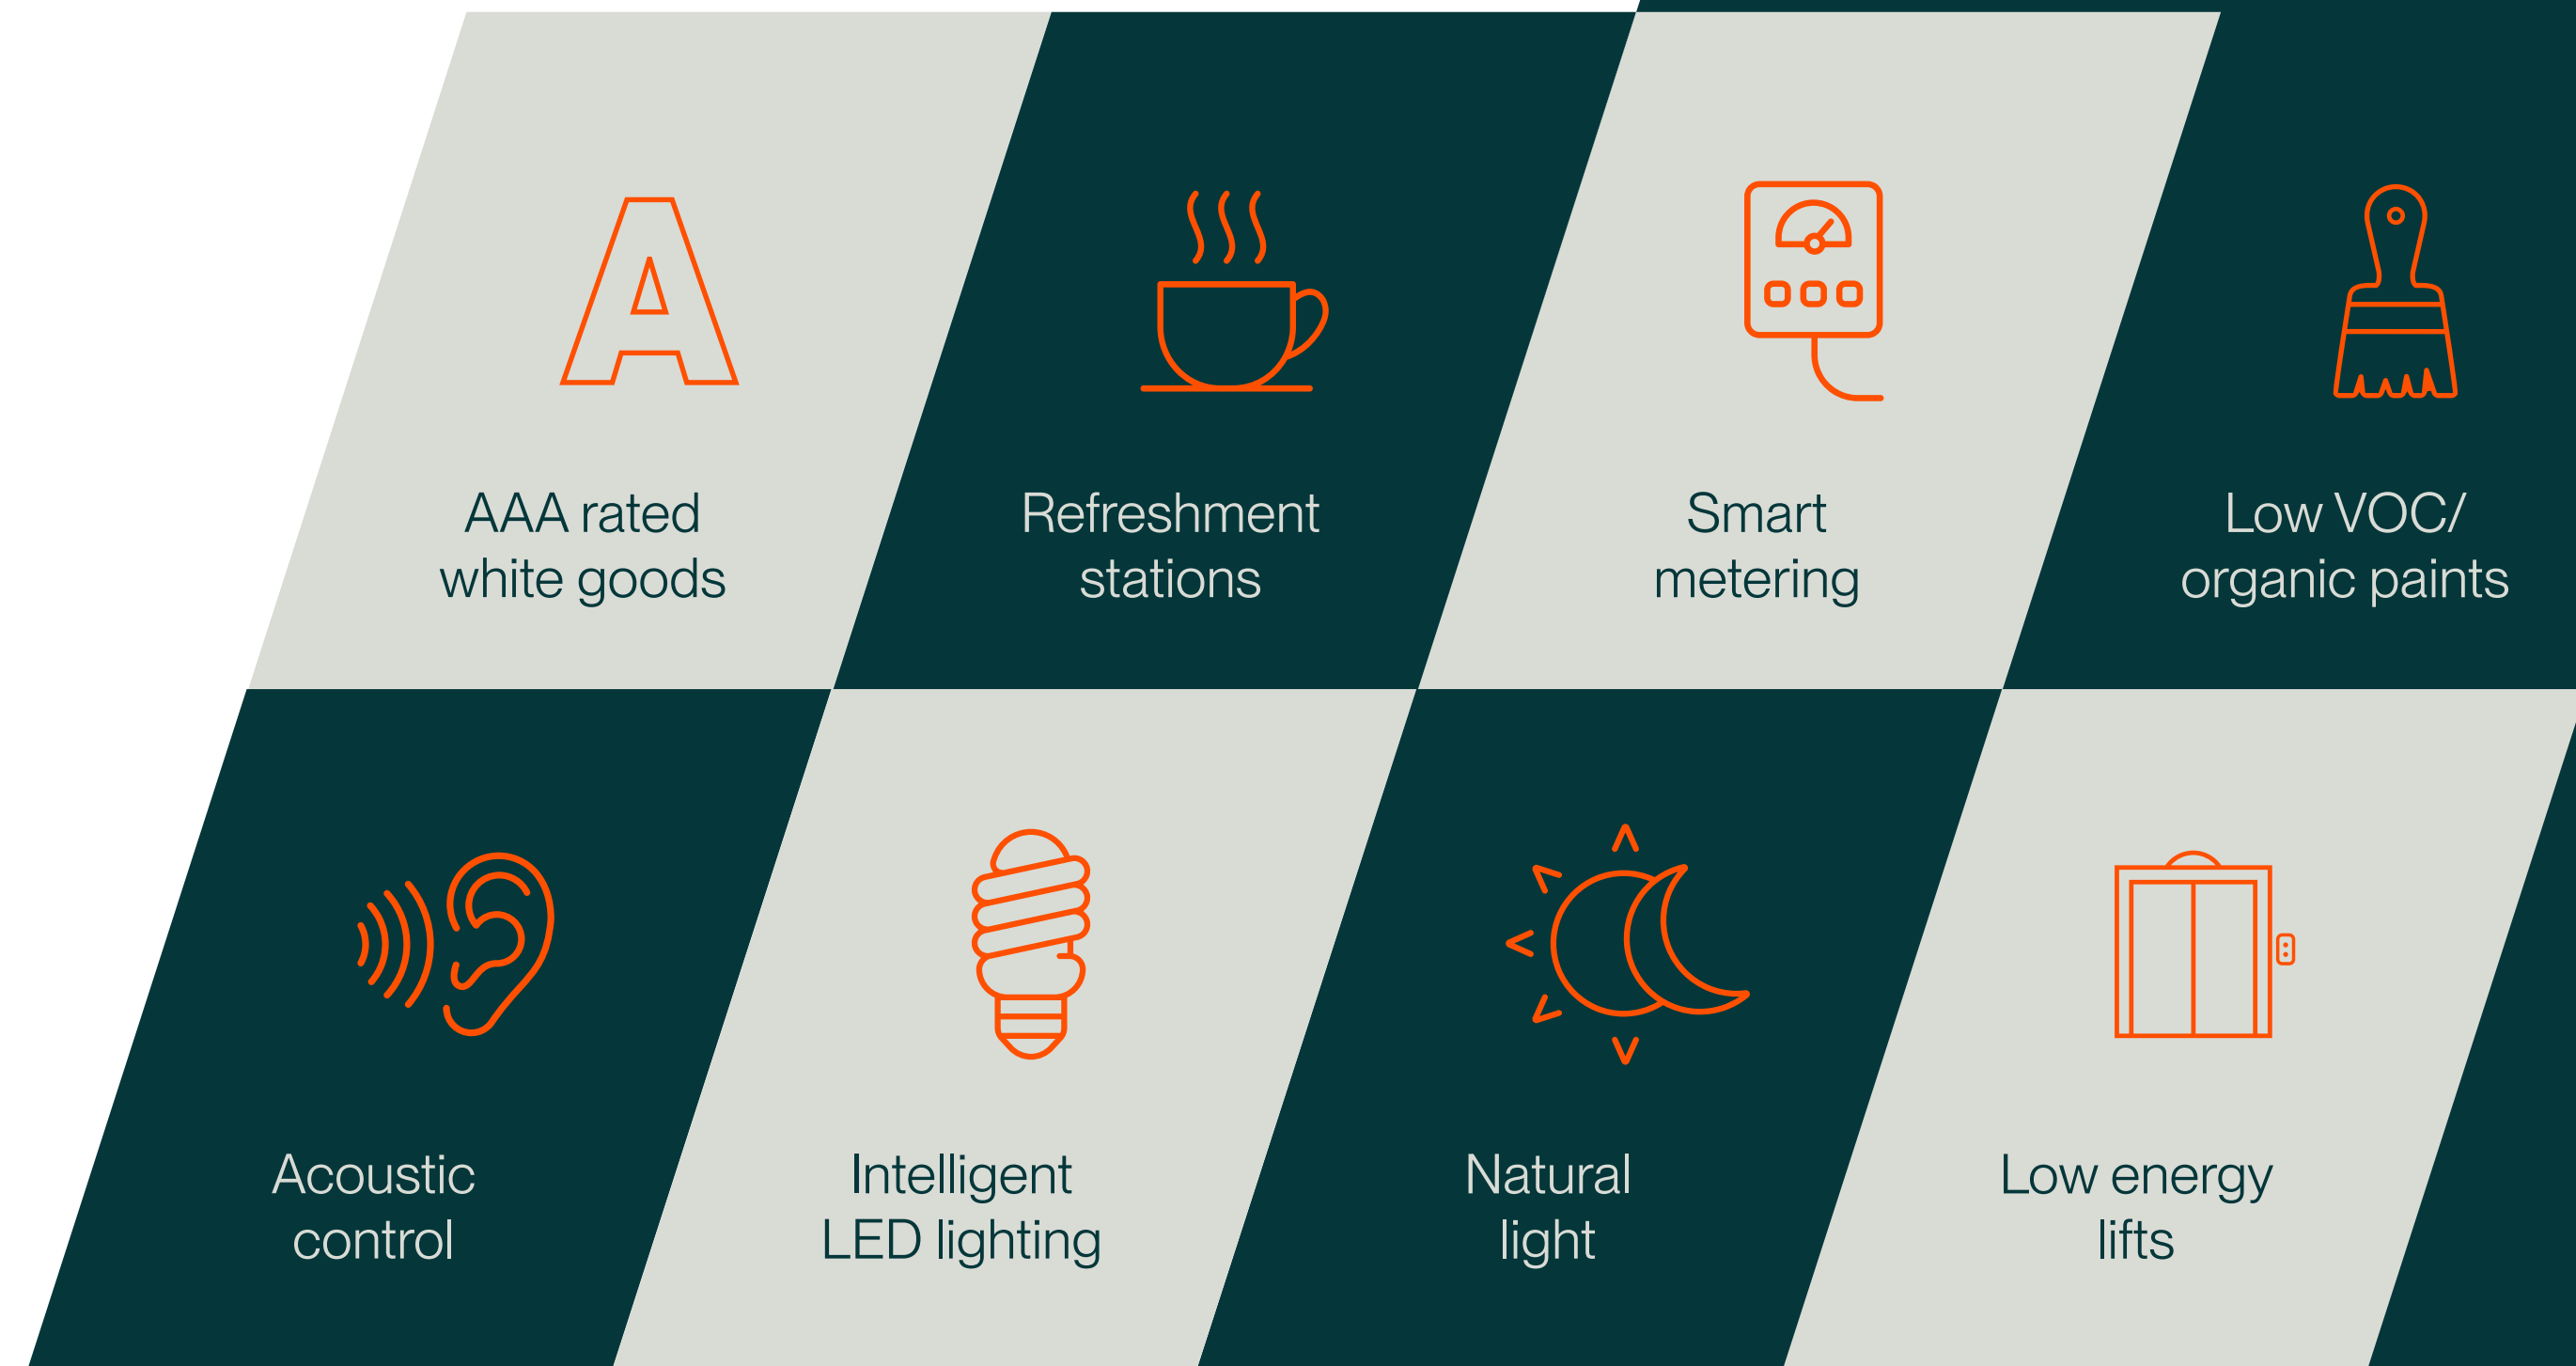 AAA rated
white goods
Refreshment
stations
Smart
metering
Low VOC/
organic paints
Acoustic
control
Intelligent
LED lighting
Natural
light
Low energy
lifts